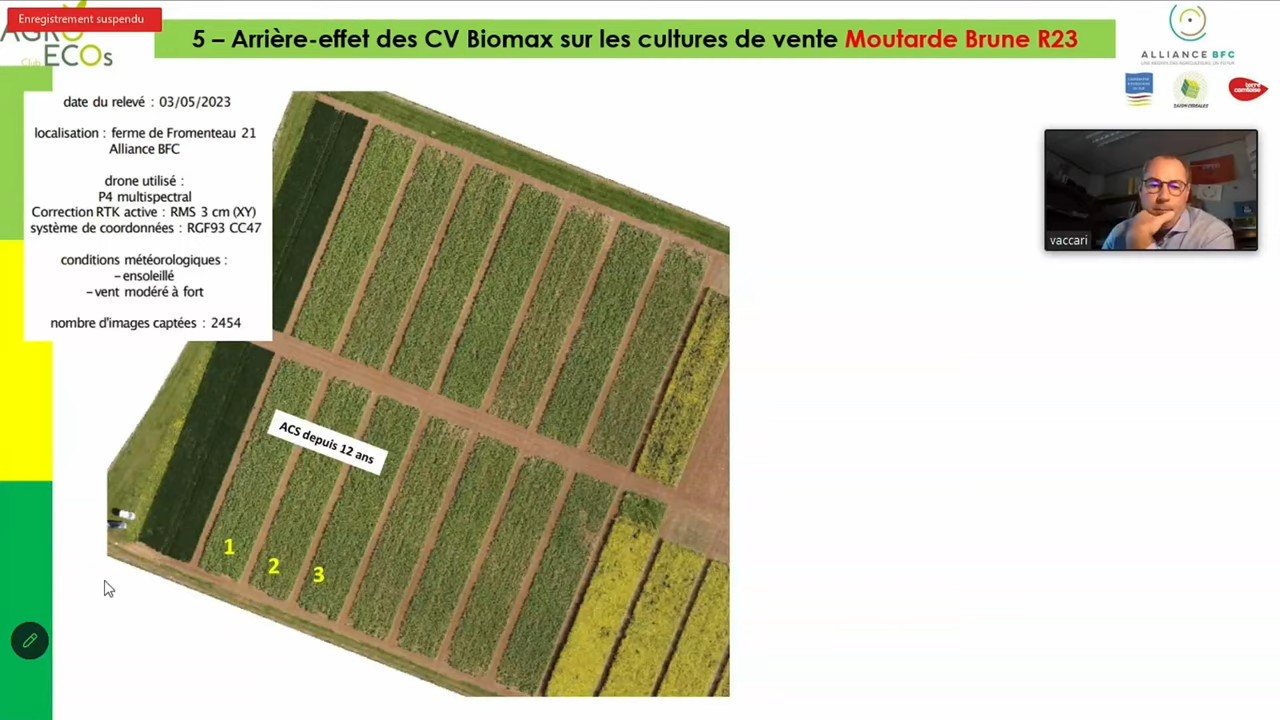 Enregistrement suspendu
AGRO
Club ECOs
5 – Arrière-effet des CV Biomax sur les cultures de vente Moutarde Brune R23
ALLIANCE BFC
date du relevé : 03/05/2023
localisation : ferme de Fromenteau 21
Alliance BFC
drone utilisé :
P4 multispectral
Correction RTK active : RMS 3 cm (XY)
système de coordonnées : RGF93 CC47
conditions météorologiques :
– ensoleillé
– vent modéré à fort
nombre d'images captées : 2454
vaccari
ACS depuis 12 ans
1
2
3